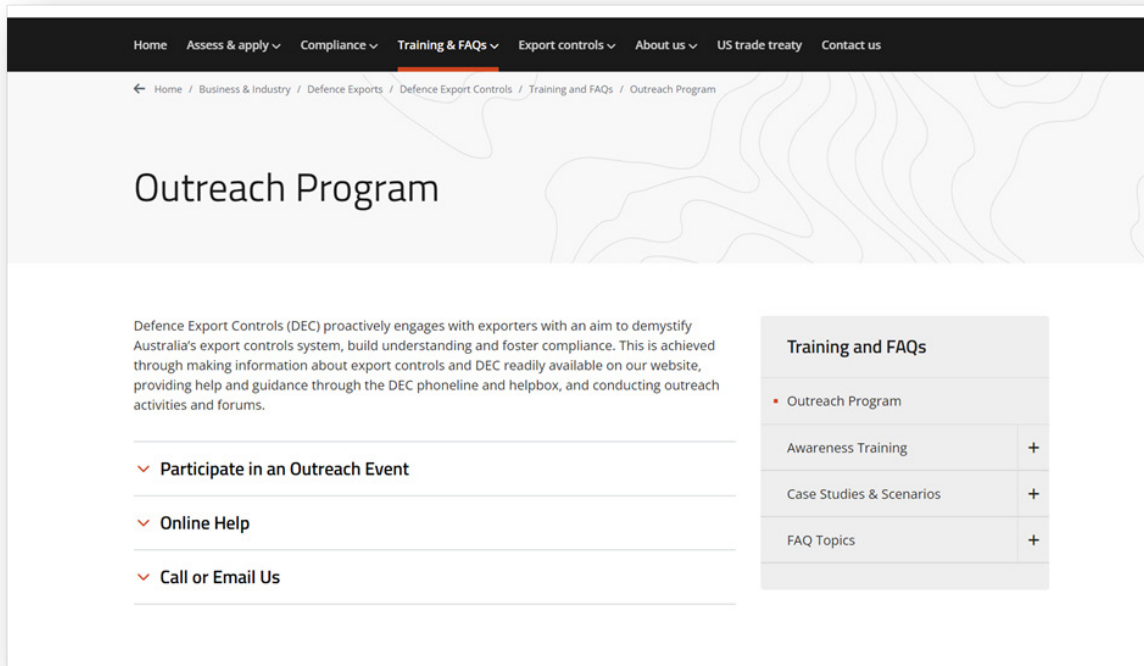 Home Assess & apply Compliance Training & FAQs Export controls About us US trade treaty Contact us
Home / Business & Industry / Defence Exports / Defence Export Controls / Training and FAQs / Outreach Program
Outreach Program
Defence Export Controls (DEC) proactively engages with exporters with an aim to demystify
Australia's export controls system, build understanding and foster compliance. This is achieved
through making information about export controls and DEC readily available on our website,
providing help and guidance through the DEC phoneline and helpbox, and conducting outreach
activities and forums.
Participate in an Outreach Event
Online Help
Call or Email Us
Training and FAQs
Outreach Program
Awareness Training +
Case Studies & Scenarios +
FAQ Topics +